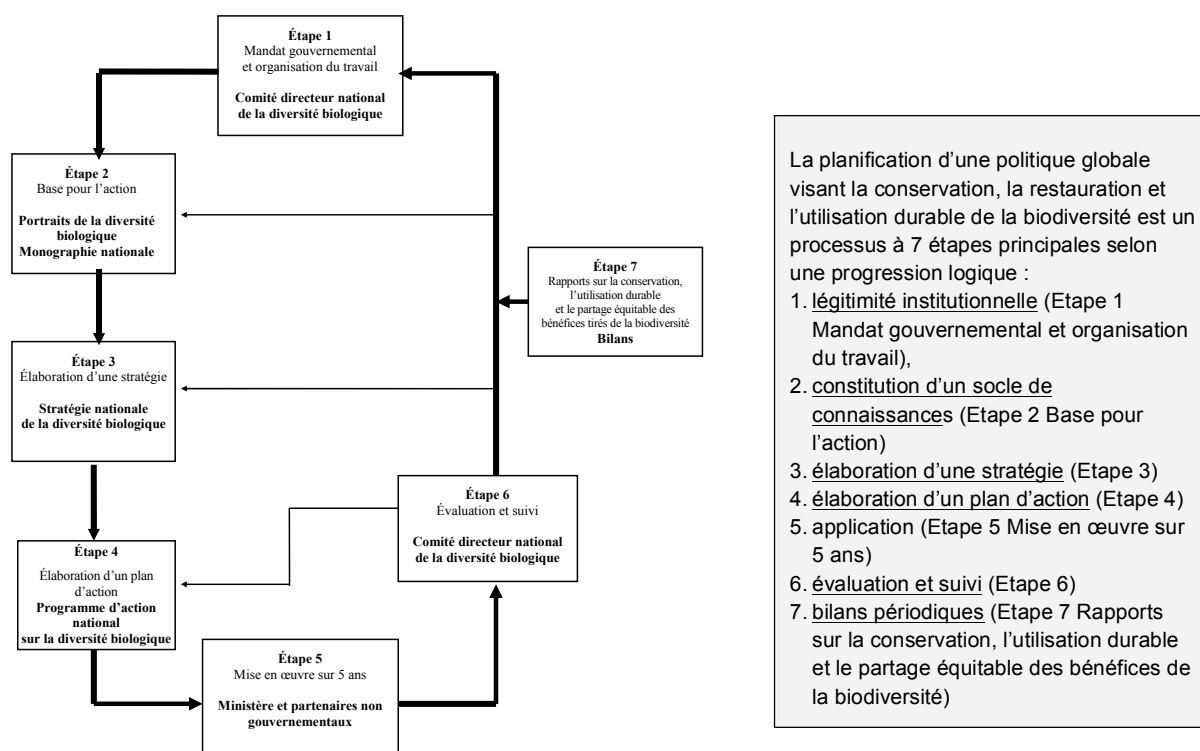 Étape 1
Mandat gouvernemental
et organisation du travail
Comité directeur national
de la diversité biologique
Étape 2
Base pour l'action
Portraits de la diversité
biologique
Monographie nationale
Étape 3
Élaboration d'une stratégie
Stratégie nationale
de la diversité biologique
Étape 4
Élaboration d'un plan
d'action
Programme d'action
national
sur la diversité biologique
Étape 5
Mise en œuvre sur 5 ans
Ministère et partenaires non
gouvernementaux
Étape 6
Évaluation et suivi
Comité directeur national
de la diversité biologique
Étape 7
Rapports sur la conservation,
l'utilisation durable
et le partage équitable des
bénéfices tirés de la biodiversité
Bilans
La planification d'une politique globale
visant la conservation, la restauration et
l'utilisation durable de la biodiversité est un
processus à 7 étapes principales selon
une progression logique :
1. légitimité institutionnelle (Etape 1
Mandat gouvernemental et organisation
du travail),
2. constitution d'un socle de
connaissances (Etape 2 Base pour
l'action)
3. élaboration d'une stratégie (Etape 3)
4. élaboration d'un plan d'action (Etape 4)
5. application (Etape 5 Mise en œuvre sur
5 ans)
6. évaluation et suivi (Etape 6)
7. bilans périodiques (Etape 7 Rapports
sur la conservation, l'utilisation durable
et le partage équitable des bénéfices de
la biodiversité)